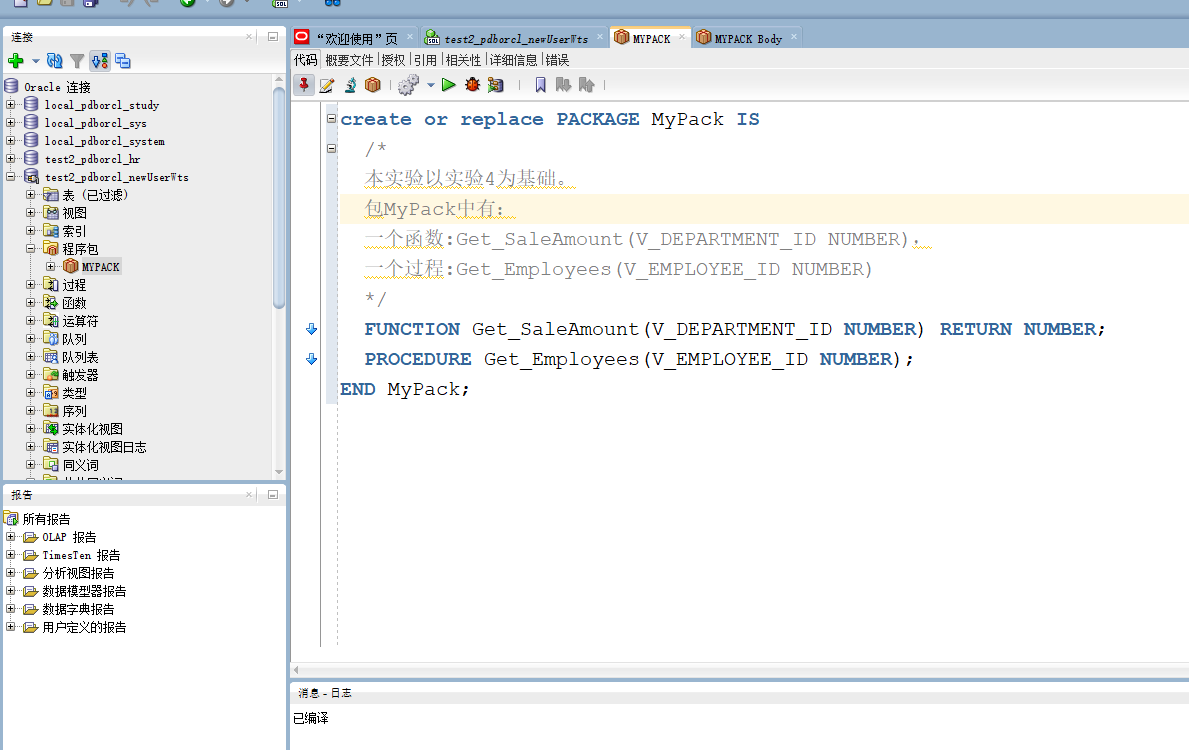 连接
Oracle 连接
local_pdborcl_study
local_pdborcl_sys
local_pdborcl_system
test2_pdborcl_hr
test2_pdborcl_newUserWts
表 (已过滤)
视图
索引
程序包
MYPACK
过程
函数
运算符
队列
队列表
触发器
类型
序列
实体化视图
实体化视图日志
同义词
报告
所有报告
OLAP 报告
TimesTen 报告
分析视图报告
数据模型器报告
数据字典报告
用户定义的报告
“欢迎使用”页
test2_pdborcl_newUserWts
MYPACK
MYPACK Body
代码 概要文件 授权 引用 相关性 详细信息 错误
create or replace PACKAGE MyPack IS
/*
本实验以实验4为基础。
包MyPack中有：
一个函数:Get_SaleAmount(V_DEPARTMENT_ID NUMBER)，
一个过程:Get_Employees(V_EMPLOYEE_ID NUMBER)
*/
FUNCTION Get_SaleAmount(V_DEPARTMENT_ID NUMBER) RETURN NUMBER;
PROCEDURE Get_Employees(V_EMPLOYEE_ID NUMBER);
END MyPack;
消息 - 日志
已编译